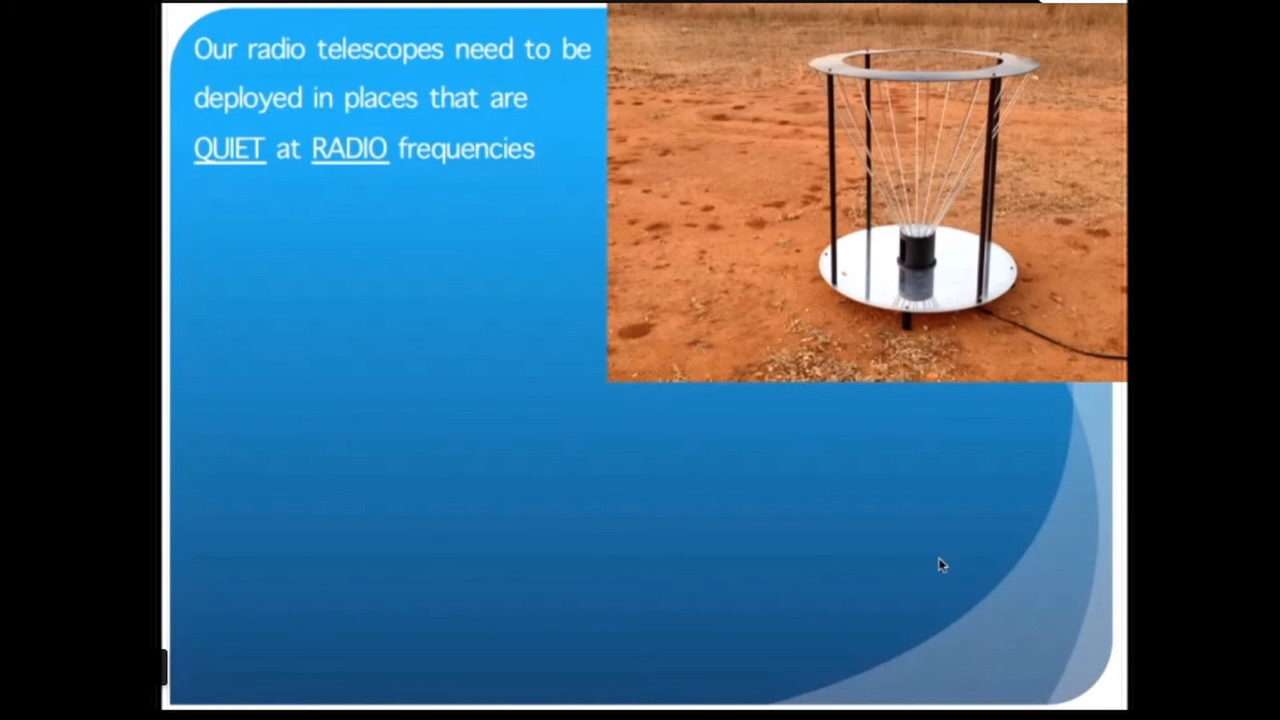 Our radio telescopes need to be
deployed in places that are
QUIET at RADIO frequencies